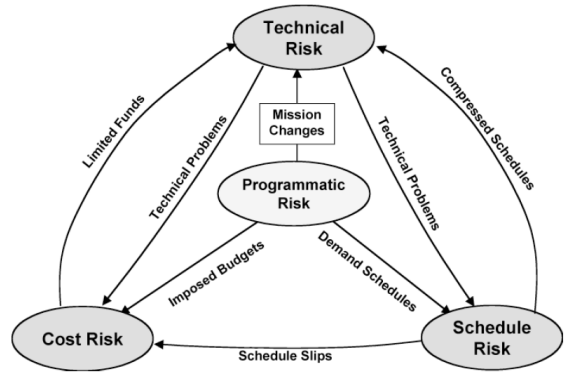 Technical
Risk
Limited Funds
Technical Problems
Mission
Changes
Technical Problems
Compressed Schedules
Programmatic
Risk
Imposed Budgets
Demand Schedules
Cost Risk
Schedule Slips
Schedule
Risk